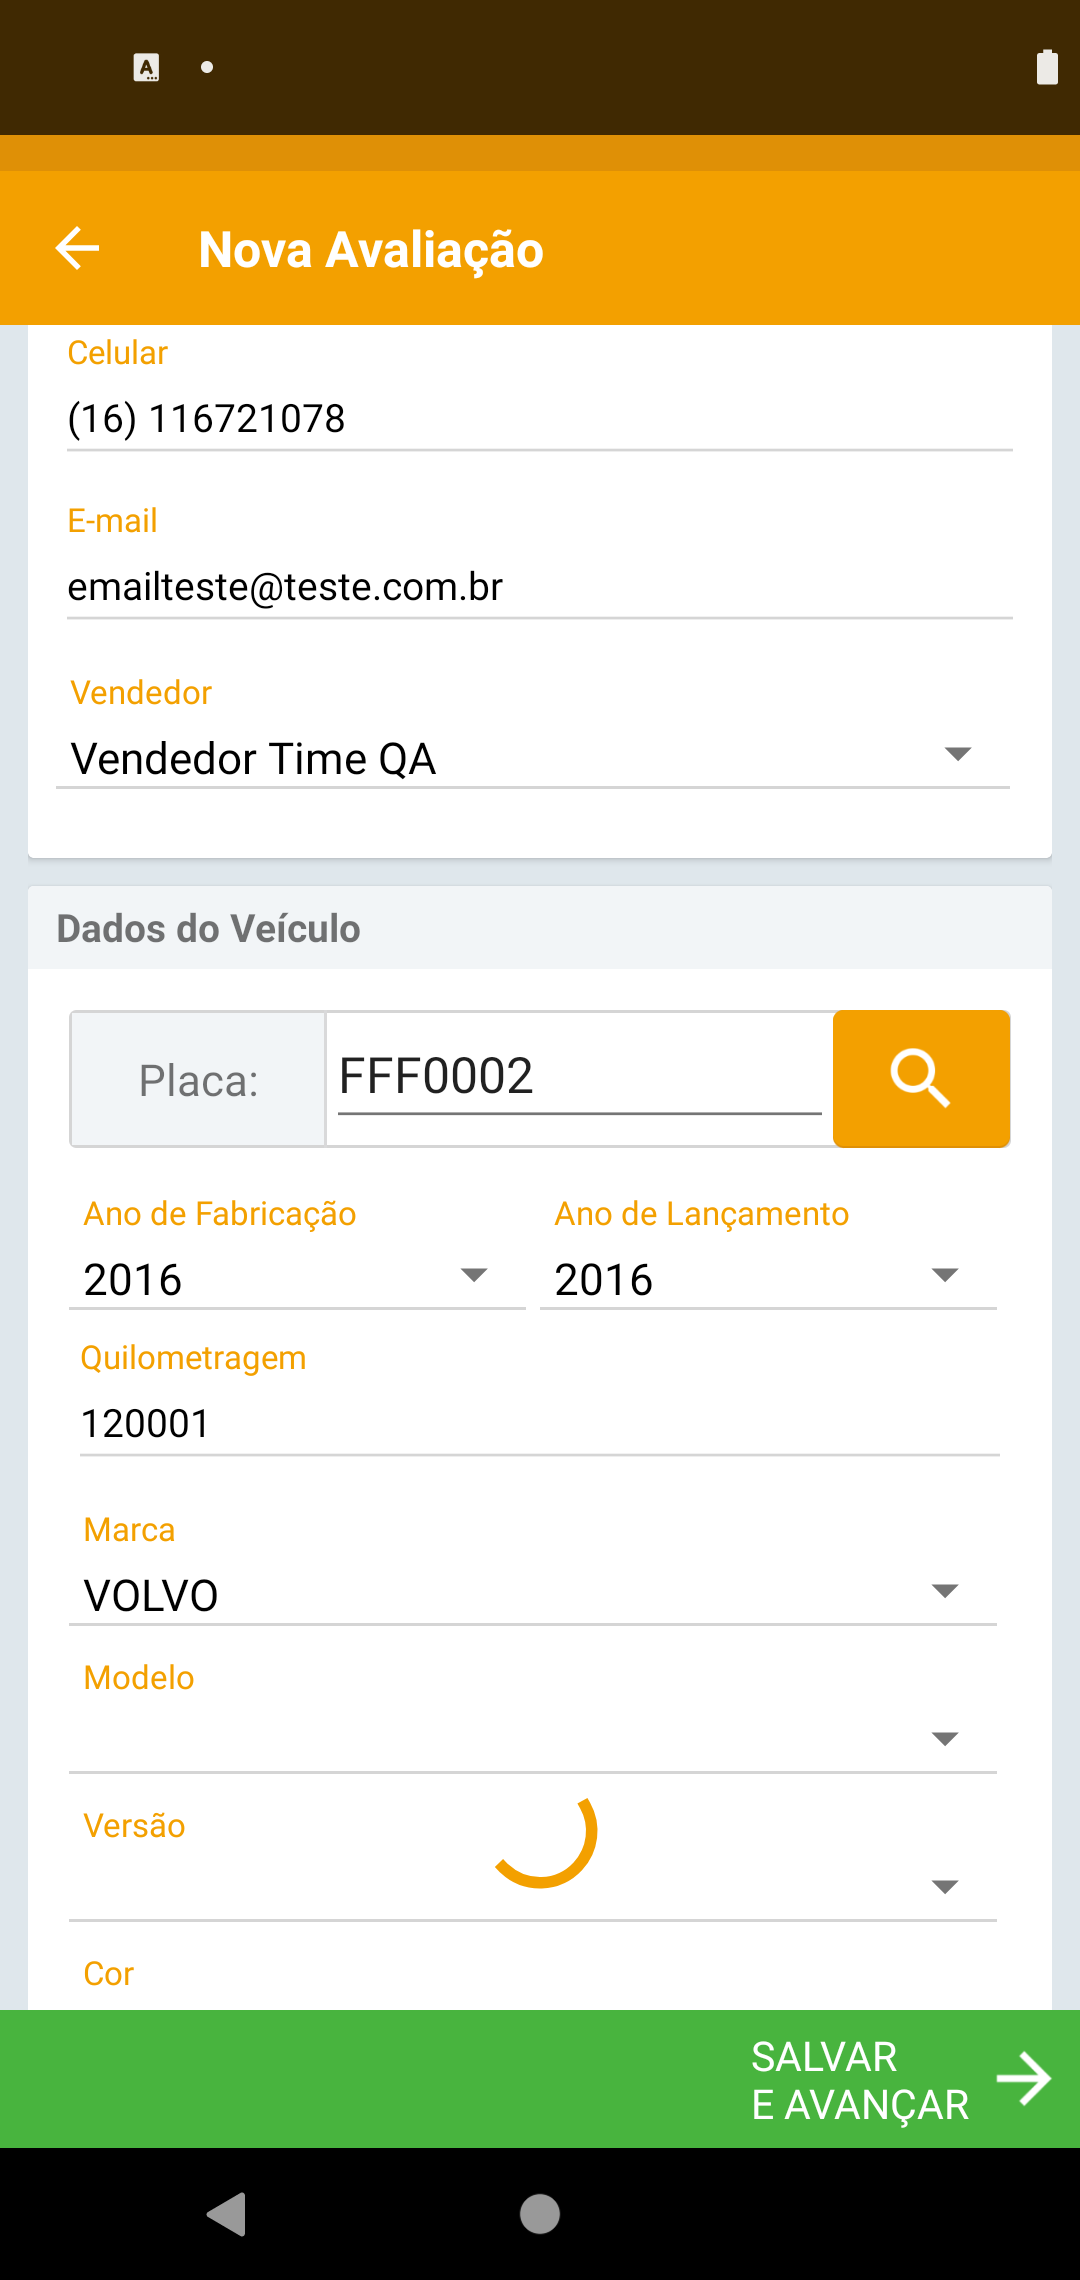 Nova Avaliação
Celular
(16) 116721078
E-mail
emailteste@teste.com.br
Vendedor
Vendedor Time QA
Dados do Veículo
Placa: FFF0002
Ano de Fabricação Ano de Lançamento
2016 2016
Quilometragem
120001
Marca
VOLVO
Modelo
Versão
Cor
SALVAR
E AVANÇAR